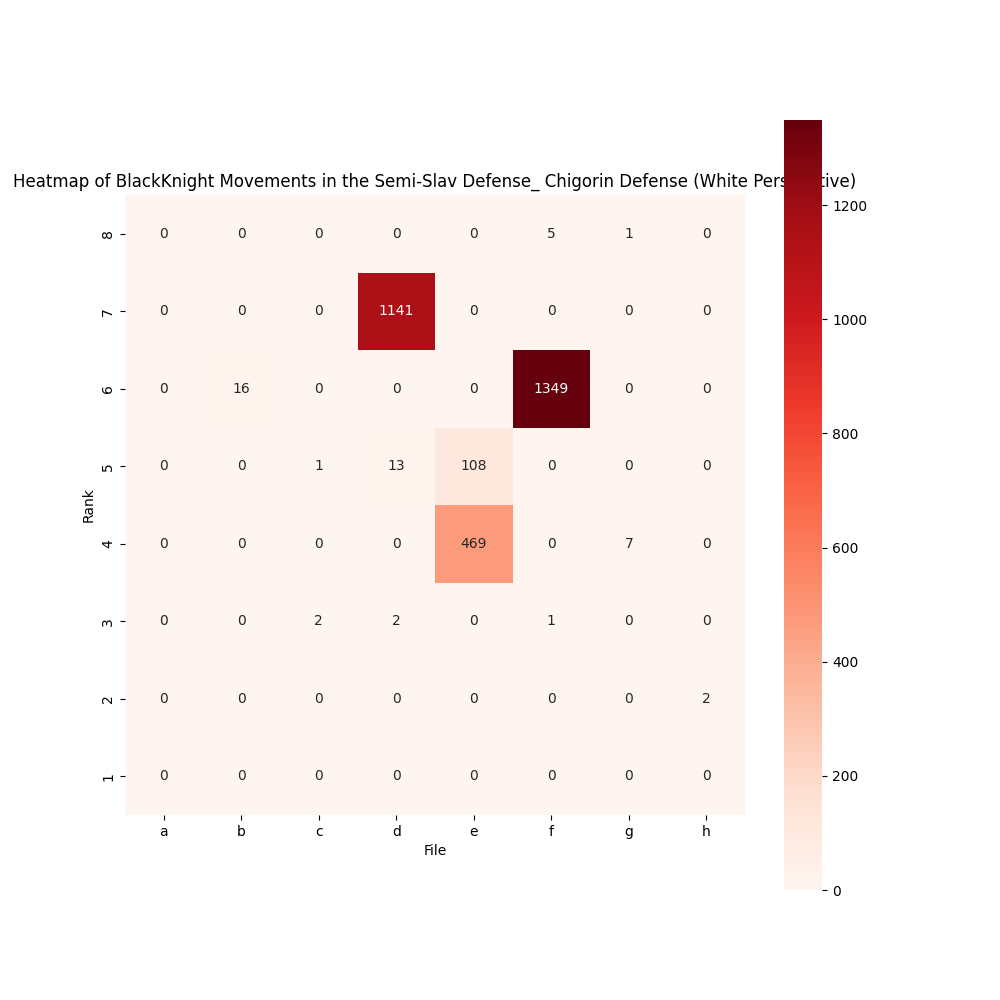 Heatmap of BlackKnight Movements in the Semi-Slav Defense_ Chigorin Defense (White Pers tive)
8 0 0 0 0 0 5 1 0
7 0 0 0 1141 0 0 0 0
6 0 16 0 0 0 1349 0 0
5 0 0 1 13 108 0 0 0
4 0 0 0 0 469 0 7 0
3 0 0 2 2 0 1 0 0
2 0 0 0 0 0 0 0 2
1 0 0 0 0 0 0 0 0
a b c d e f g h
File
Rank
1200
1000
800
600
400
200
0